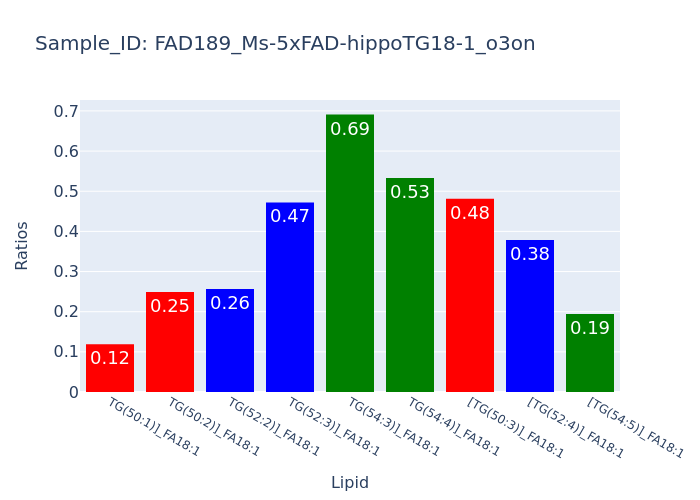 Sample_ID: FAD189_Ms-5xFAD-hippoTG18-1_o3on
Ratios
0.7
0.6
0.5
0.4
0.3
0.2
0.1
0
0.12
0.25
0.26
0.47
0.69
0.53
0.48
0.38
0.19
TG(50:1)]_FA18:1
TG(50:2)]_FA18:1
TG(52:2)]_FA18:1
TG(52:3)]_FA18:1
TG(54:3)]_FA18:1
TG(54:4)]_FA18:1
[TG(50:3)]_FA18:1
[TG(52:4)]_FA18:1
[TG(54:5)]_FA18:1
Lipid